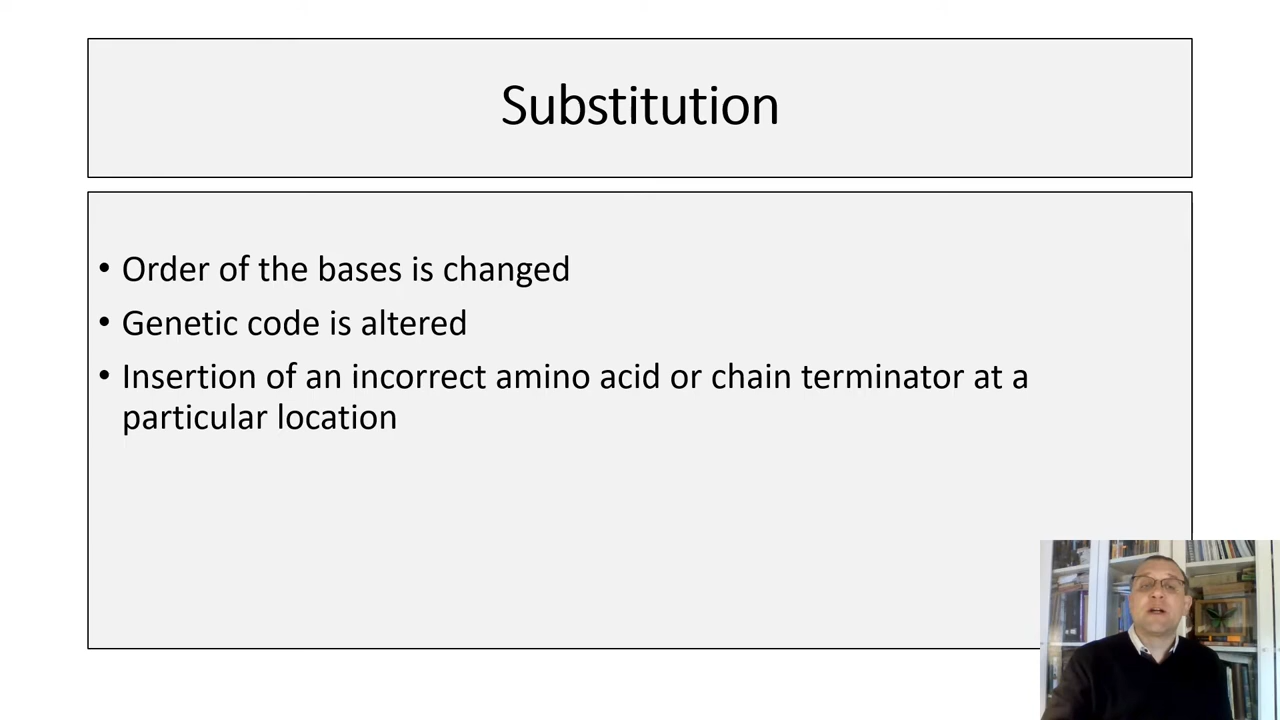 Substitution
• Order of the bases is changed
• Genetic code is altered
• Insertion of an incorrect amino acid or chain terminator at a
particular location